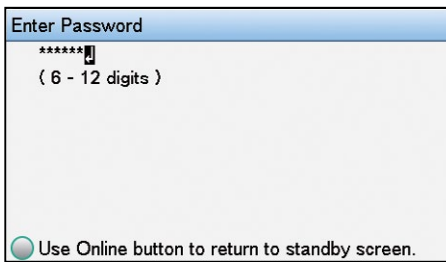 Enter Password
******↲
( 6 - 12 digits )
Use Online button to return to standby screen.